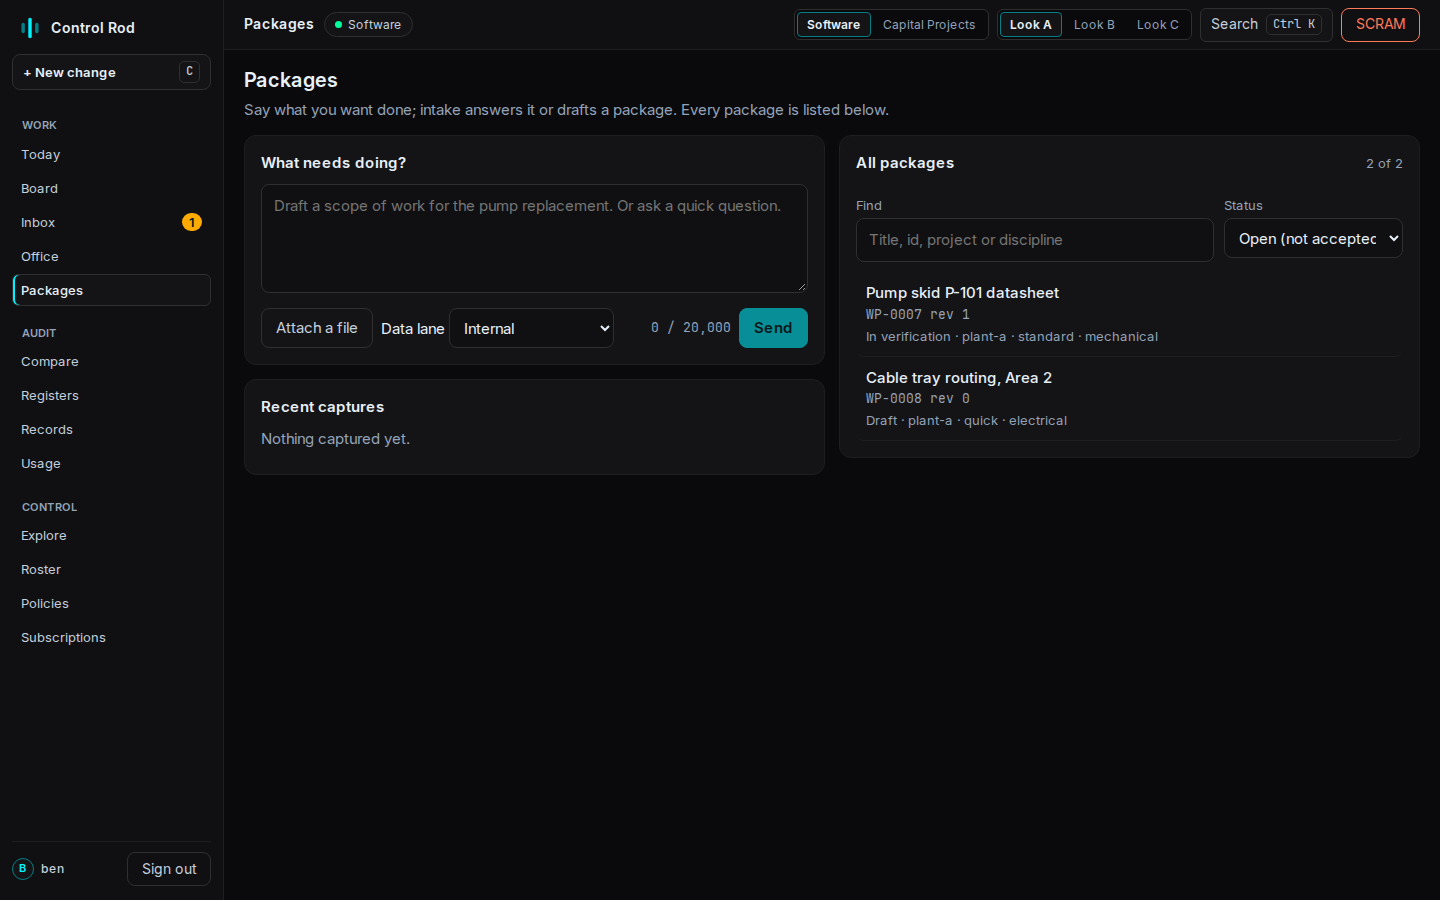 Control Rod
+ New change C
WORK
Today
Board
Inbox 1
Office
Packages
AUDIT
Compare
Registers
Records
Usage
CONTROL
Explore
Roster
Policies
Subscriptions
B ben Sign out
Packages Software
Software Capital Projects Look A Look B Look C Search Ctrl K SCRAM
Packages
Say what you want done; intake answers it or drafts a package. Every package is listed below.
What needs doing?
Draft a scope of work for the pump replacement. Or ask a quick question.
Attach a file Data lane Internal 0 / 20,000 Send
Recent captures
Nothing captured yet.
All packages 2 of 2
Find Status
Title, id, project or discipline Open (not accepted
Pump skid P-101 datasheet
WP-0007 rev 1
In verification · plant-a · standard · mechanical
Cable tray routing, Area 2
WP-0008 rev 0
Draft · plant-a · quick · electrical